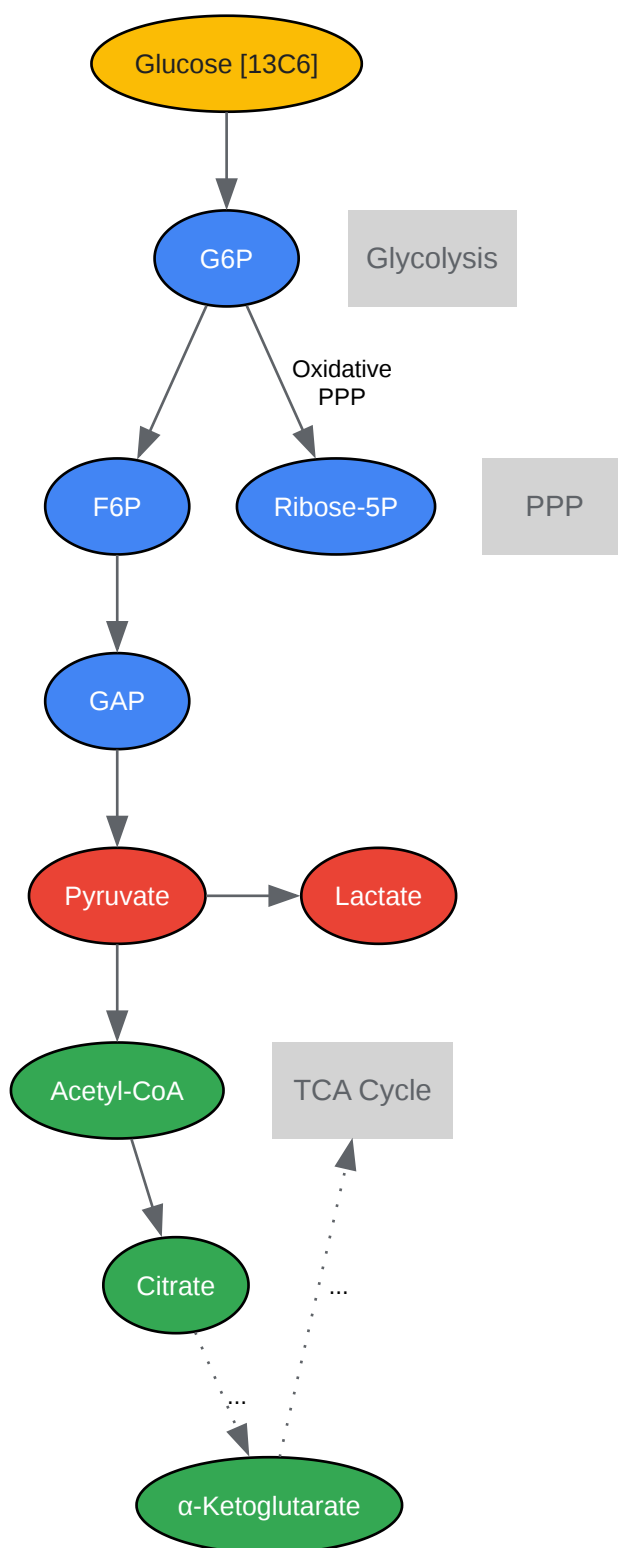 Glucose [13C6]
G6P
Glycolysis
Oxidative
PPP
F6P
Ribose-5P
PPP
GAP
Pyruvate
Lactate
Acetyl-CoA
TCA Cycle
Citrate
...
...
α-Ketoglutarate